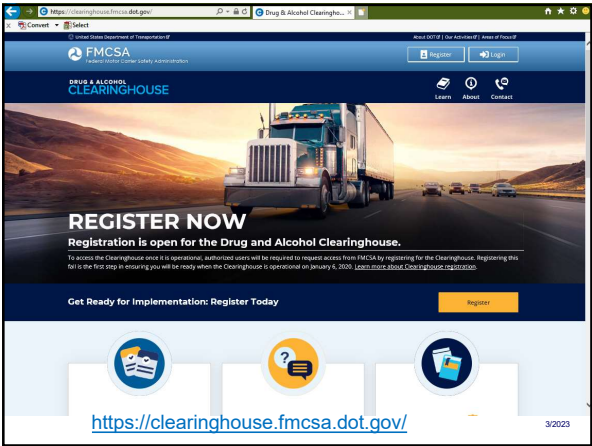 https://clearinghouse.fmcsa.dot.gov/
Drug & Alcohol Clearingho...
x Convert Select
United States Department of Transportation
About DOT | Our Activities | Areas of Focus
FMCSA
Federal Motor Carrier Safety Administration
Register
Login
DRUG & ALCOHOL
CLEARINGHOUSE
Learn About Contact
REGISTER NOW
Registration is open for the Drug and Alcohol Clearinghouse.
To access the Clearinghouse once it is operational, authorized users will be required to request access from FMCSA by registering for the Clearinghouse. Registering this
fall is the first step in ensuring you will be ready when the Clearinghouse is operational on January 6, 2020. Learn more about Clearinghouse registration.
Get Ready for Implementation: Register Today
Register
https://clearinghouse.fmcsa.dot.gov/
3/2023